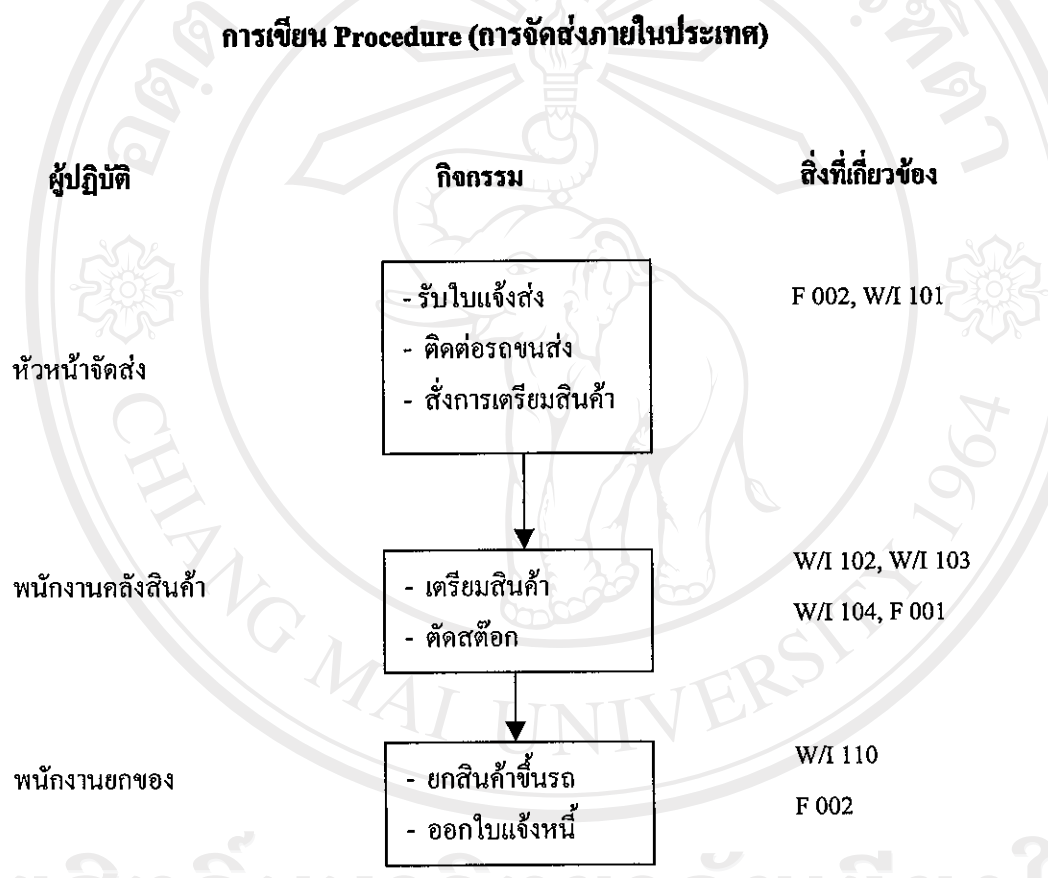 การเขียน Procedure (การจัดส่งภายในประเทศ)
ผู้ปฏิบัติ กิจกรรม สิ่งที่เกี่ยวข้อง
- รับใบแจ้งส่ง F 002, W/I 101
- ติดต่อรถขนส่ง
หัวหน้าจัดส่ง
- สั่งการเตรียมสินค้า
พนักงานคลังสินค้า - เตรียมสินค้า W/I 102, W/I 103
- ตัดสต๊อก W/I 104, F 001
พนักงานยกของ - ยกสินค้าขึ้นรถ W/I 110
- ออกใบแจ้งหนี้ F 002
CHIANG MAI UNIVERSITY 1964